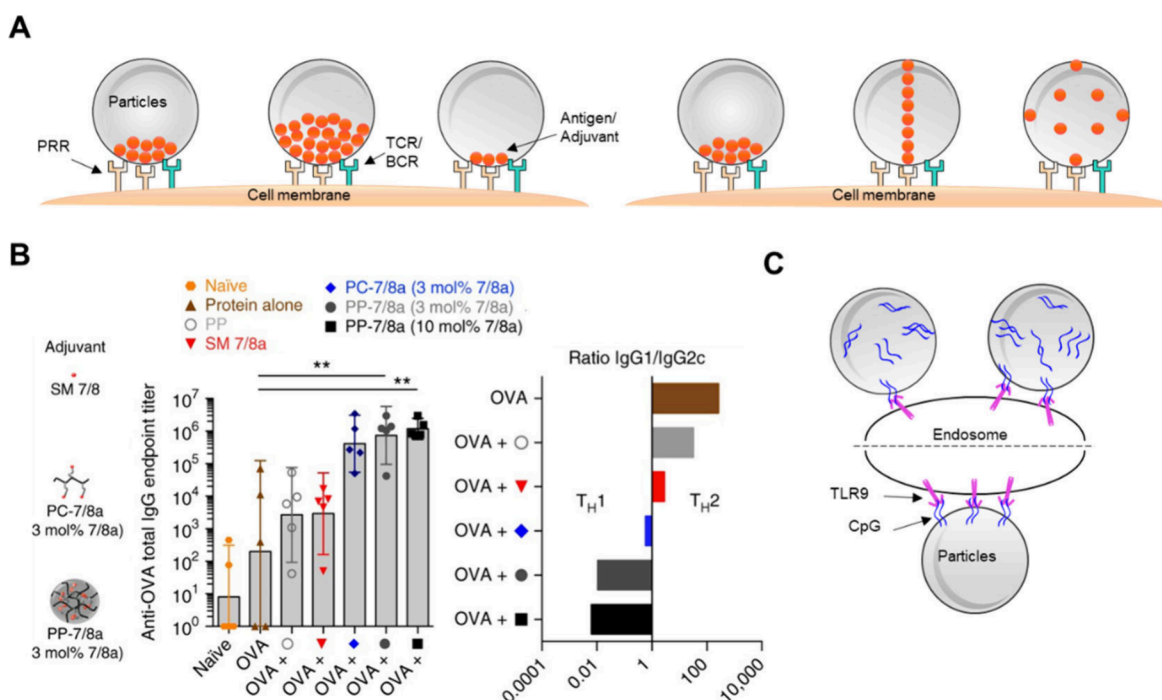 A
Particles
PRR
TCR/
BCR
Antigen/
Adjuvant
Cell membrane
Cell membrane
B
Naïve
Protein alone
PP
SM 7/8a
PC-7/8a (3 mol% 7/8a)
PP-7/8a (3 mol% 7/8a)
PP-7/8a (10 mol% 7/8a)
Adjuvant
SM 7/8
PC-7/8a
3 mol% 7/8a)
PP-7/8a
3 mol% 7/8a)
Anti-OVA total IgG endpoint titer
10⁷
10⁶
10⁵
10⁴
10³
10²
10¹
10⁰
**
**
Naïve
OVA
OVA +
OVA +
OVA +
OVA +
OVA +
Ratio IgG1/IgG2c
OVA
OVA +
OVA +
OVA +
OVA +
OVA +
TH1
TH2
0.0001
0.01
1
100
10,000
C
Endosome
TLR9
CpG
Particles